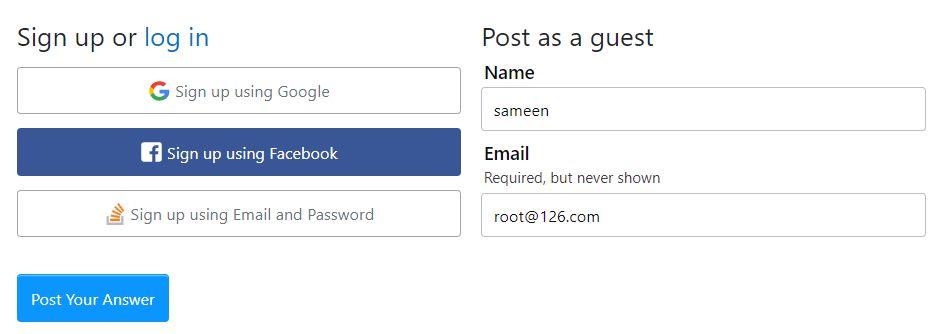 Sign up or log in
Sign up using Google
Sign up using Facebook
Sign up using Email and Password
Post as a guest
Name
sameen
Email
Required, but never shown
root@126.com
Post Your Answer